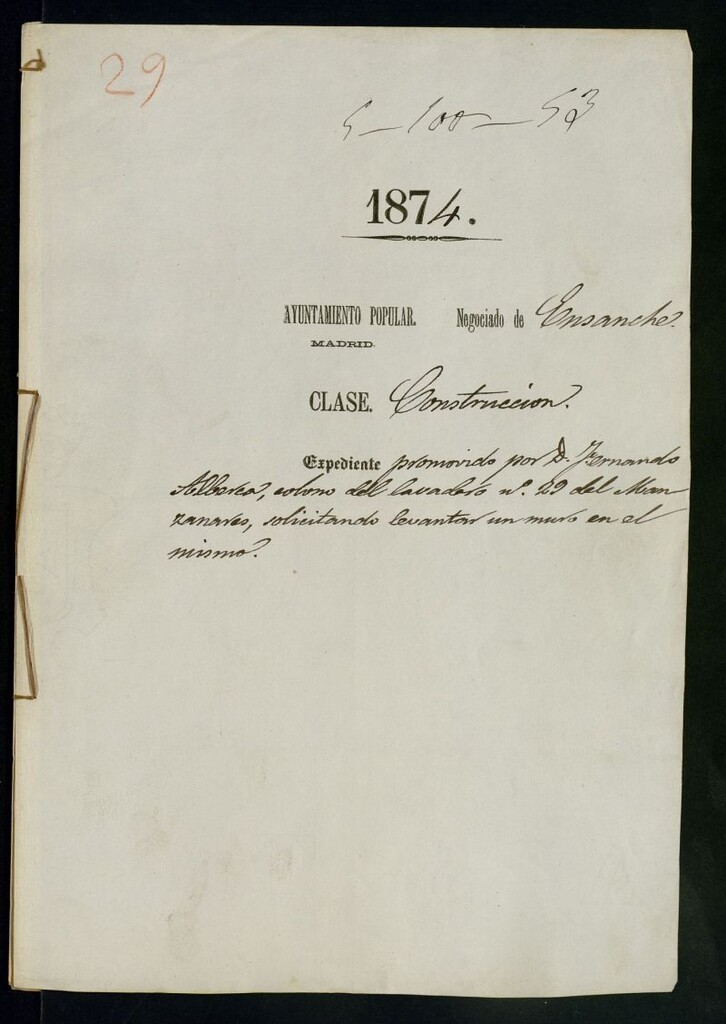 29
5-100-53
1874.
AYUNTAMIENTO POPULAR. Negociado de Ensanche.
MADRID.
CLASE. Construccion.
Expediente promovido por D. Fernando
Alberca, colono del lavadero nº. 29 del Man
zanares, solicitando levantar un muro en el
mismo.